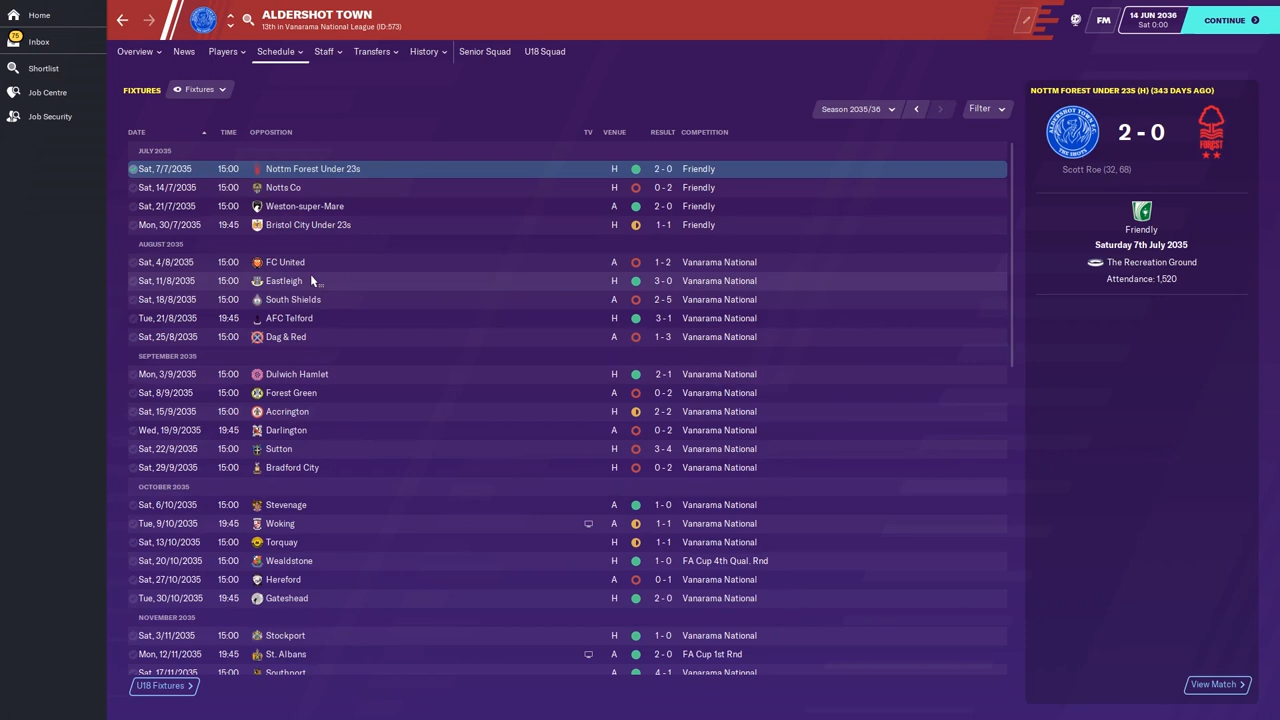 Home
75
Inbox
Shortlist
Job Centre
Job Security
ALDERSHOT TOWN
13th in Vanarama National League (ID:573)
FM
14 JUN 2036
Sat 0:00
CONTINUE
Overview
News
Players
Schedule
Staff
Transfers
History
Senior Squad
U18 Squad
FIXTURES
Fixtures
Season 2035/36
Filter
DATE TIME OPPOSITION TV VENUE RESULT COMPETITION
JULY 2035
Sat, 7/7/2035 15:00 Nottm Forest Under 23s H 2 - 0 Friendly
Sat, 14/7/2035 15:00 Notts Co H 0 - 2 Friendly
Sat, 21/7/2035 15:00 Weston-super-Mare A 2 - 0 Friendly
Mon, 30/7/2035 19:45 Bristol City Under 23s H 1 - 1 Friendly
AUGUST 2035
Sat, 4/8/2035 15:00 FC United A 1 - 2 Vanarama National
Sat, 11/8/2035 15:00 Eastleigh H 3 - 0 Vanarama National
Sat, 18/8/2035 15:00 South Shields A 2 - 5 Vanarama National
Tue, 21/8/2035 19:45 AFC Telford H 3 - 1 Vanarama National
Sat, 25/8/2035 15:00 Dag & Red A 1 - 3 Vanarama National
SEPTEMBER 2035
Mon, 3/9/2035 15:00 Dulwich Hamlet H 2 - 1 Vanarama National
Sat, 8/9/2035 15:00 Forest Green A 0 - 2 Vanarama National
Sat, 15/9/2035 15:00 Accrington H 2 - 2 Vanarama National
Wed, 19/9/2035 19:45 Darlington A 0 - 2 Vanarama National
Sat, 22/9/2035 15:00 Sutton H 3 - 4 Vanarama National
Sat, 29/9/2035 15:00 Bradford City H 0 - 2 Vanarama National
OCTOBER 2035
Sat, 6/10/2035 15:00 Stevenage A 1 - 0 Vanarama National
Tue, 9/10/2035 19:45 Woking A 1 - 1 Vanarama National
Sat, 13/10/2035 15:00 Torquay H 1 - 1 Vanarama National
Sat, 20/10/2035 15:00 Wealdstone H 1 - 0 FA Cup 4th Qual. Rnd
Sat, 27/10/2035 15:00 Hereford A 0 - 1 Vanarama National
Tue, 30/10/2035 19:45 Gateshead H 2 - 0 Vanarama National
NOVEMBER 2035
Sat, 3/11/2035 15:00 Stockport H 1 - 0 Vanarama National
Mon, 12/11/2035 19:45 St. Albans A 2 - 0 FA Cup 1st Rnd
Sat, 17/11/2035 15:00 Southport A 4 - 1 Vanarama National
U18 Fixtures
NOTTM FOREST UNDER 23S (H) (343 DAYS AGO)
ALDERSHOT TOWN F.C.
THE SHOTS
2 - 0
FOREST
Scott Roe (32, 68)
Friendly
Saturday 7th July 2035
The Recreation Ground
Attendance: 1,520
View Match